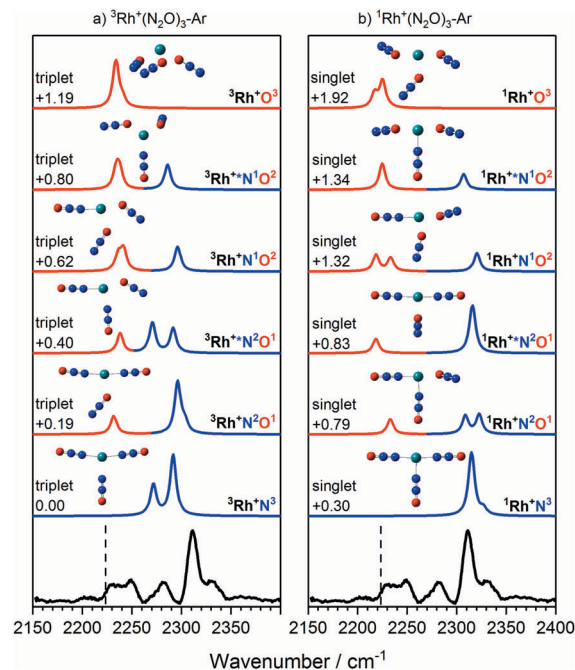 a) ³Rh⁺(N₂O)₃-Ar
b) ¹Rh⁺(N₂O)₃-Ar
triplet
+1.19
³Rh⁺O³
triplet
+0.80
³Rh⁺*N¹O²
triplet
+0.62
³Rh⁺N¹O²
triplet
+0.40
³Rh⁺*N²O¹
triplet
+0.19
³Rh⁺N²O¹
triplet
0.00
³Rh⁺N³
singlet
+1.92
¹Rh⁺O³
singlet
+1.34
¹Rh⁺*N¹O²
singlet
+1.32
¹Rh⁺N¹O²
singlet
+0.83
¹Rh⁺*N²O¹
singlet
+0.79
¹Rh⁺N²O¹
singlet
+0.30
¹Rh⁺N³
2150 2200 2250 2300 2350 2150 2200 2250 2300 2350 2400
Wavenumber / cm⁻¹